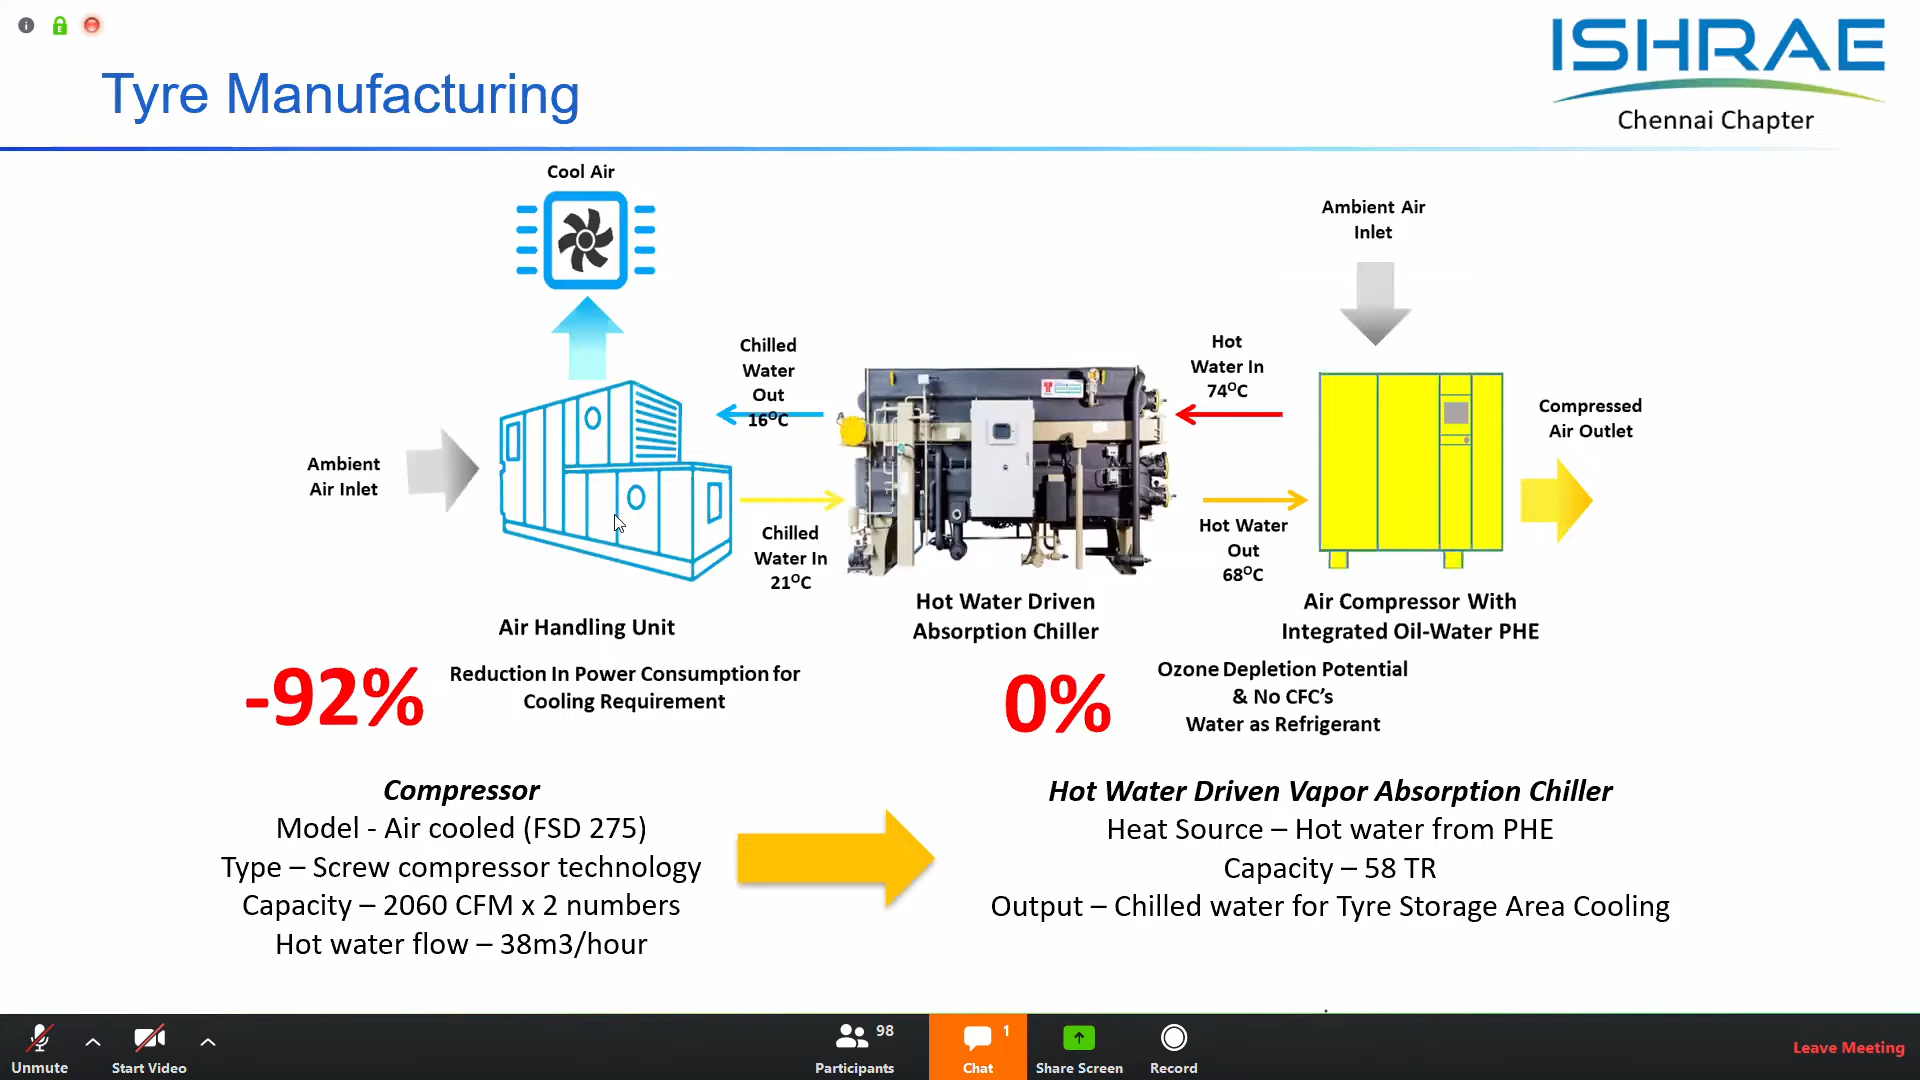 ISHRAE
Chennai Chapter
Tyre Manufacturing
Cool Air
Ambient Air
Inlet
Chilled
Water
Out
16°C
Hot
Water In
74°C
Compressed
Air Outlet
Ambient
Air Inlet
Chilled
Water In
21°C
Hot Water
Out
68°C
Air Handling Unit
Hot Water Driven
Absorption Chiller
Air Compressor With
Integrated Oil-Water PHE
-92%
Reduction In Power Consumption for
Cooling Requirement
0%
Ozone Depletion Potential
& No CFC's
Water as Refrigerant
Compressor
Model - Air cooled (FSD 275)
Type – Screw compressor technology
Capacity – 2060 CFM x 2 numbers
Hot water flow – 38m3/hour
Hot Water Driven Vapor Absorption Chiller
Heat Source – Hot water from PHE
Capacity – 58 TR
Output – Chilled water for Tyre Storage Area Cooling
Unmute
Start Video
98
Participants
1
Chat
Share Screen
Record
Leave Meeting